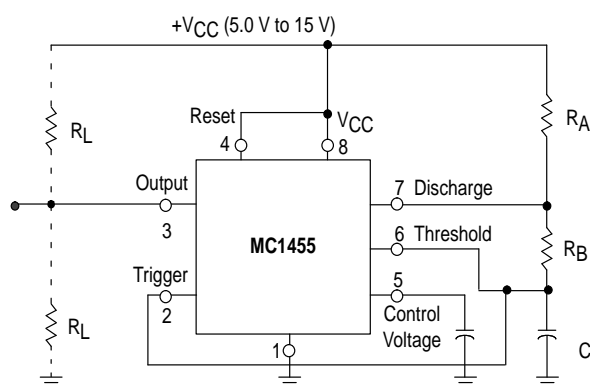 +VCC (5.0 V to 15 V)
RL
Reset
4
VCC
8
RA
Output
3
MC1455
7 Discharge
6 Threshold
RB
Trigger
2
5
Control
Voltage
RL
1
C